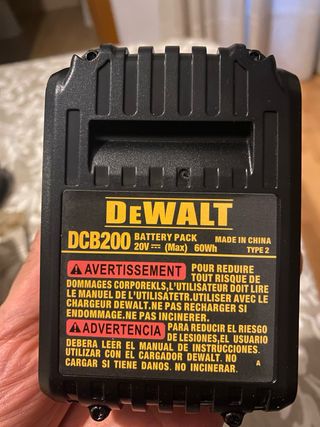 DEWALT
DCB200 BATTERY PACK MADE IN CHINA
20V ⎓ (Max) 60Wh TYPE 2
AVERTISSEMENT POUR REDUIRE
TOUT RISQUE DE
DOMMAGES CORPOREKLS,L'UTILISATEUR DOIT LIRE
LE MANUEL DE L'UTILISATETR.UTILISER AVEC LE
CHARGEUR DEWALT.NE PAS RECHARGER SI
ENDOMMAGE.NE PAS INCINERER.
ADVERTENCIA PARA REDUCIR EL RIESGO
DE LESIONES,EL USUARIO
DEBERA LEER EL MANUAL DE INSTRUCCIONES.
UTILIZAR CON EL CARGADOR DEWALT. NO
CARGAR SI TIENE DANOS. NO INCINERAR. A